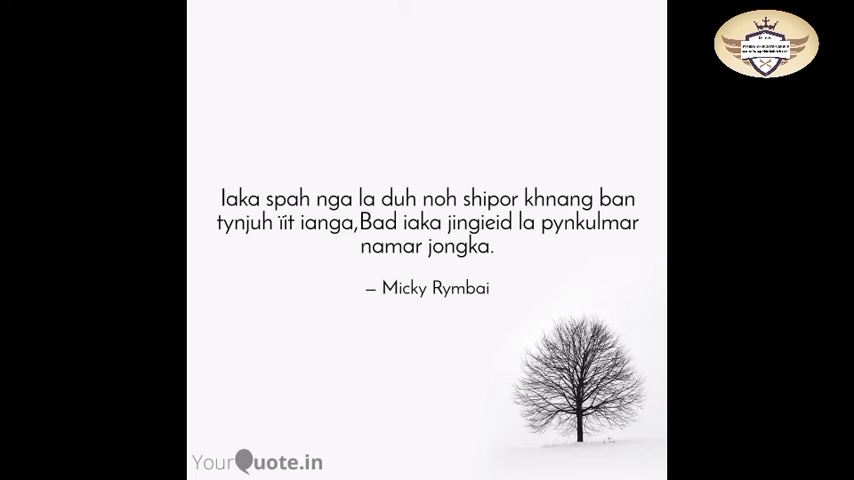 Iaka spah nga la duh noh shipor khnang ban
tynjuh ïit ianga,Bad iaka jingieid la pynkulmar
namar jongka.
– Micky Rymbai
YourQuote.in